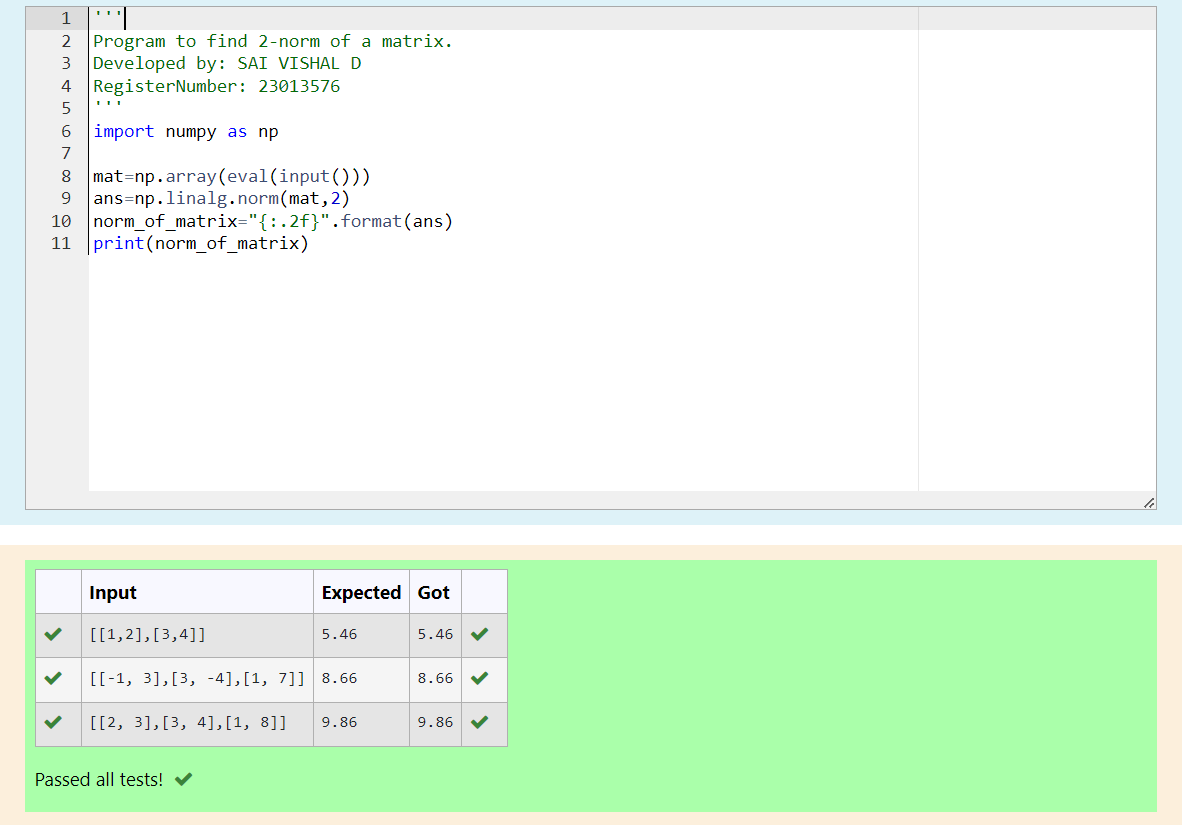 1 '''
2 Program to find 2-norm of a matrix.
3 Developed by: SAI VISHAL D
4 RegisterNumber: 23013576
5 '''
6 import numpy as np
7
8 mat=np.array(eval(input()))
9 ans=np.linalg.norm(mat,2)
10 norm_of_matrix="{:.2f}".format(ans)
11 print(norm_of_matrix)
Input Expected Got
[[1,2],[3,4]] 5.46 5.46
[[-1, 3],[3, -4],[1, 7]] 8.66 8.66
[[2, 3],[3, 4],[1, 8]] 9.86 9.86
Passed all tests!